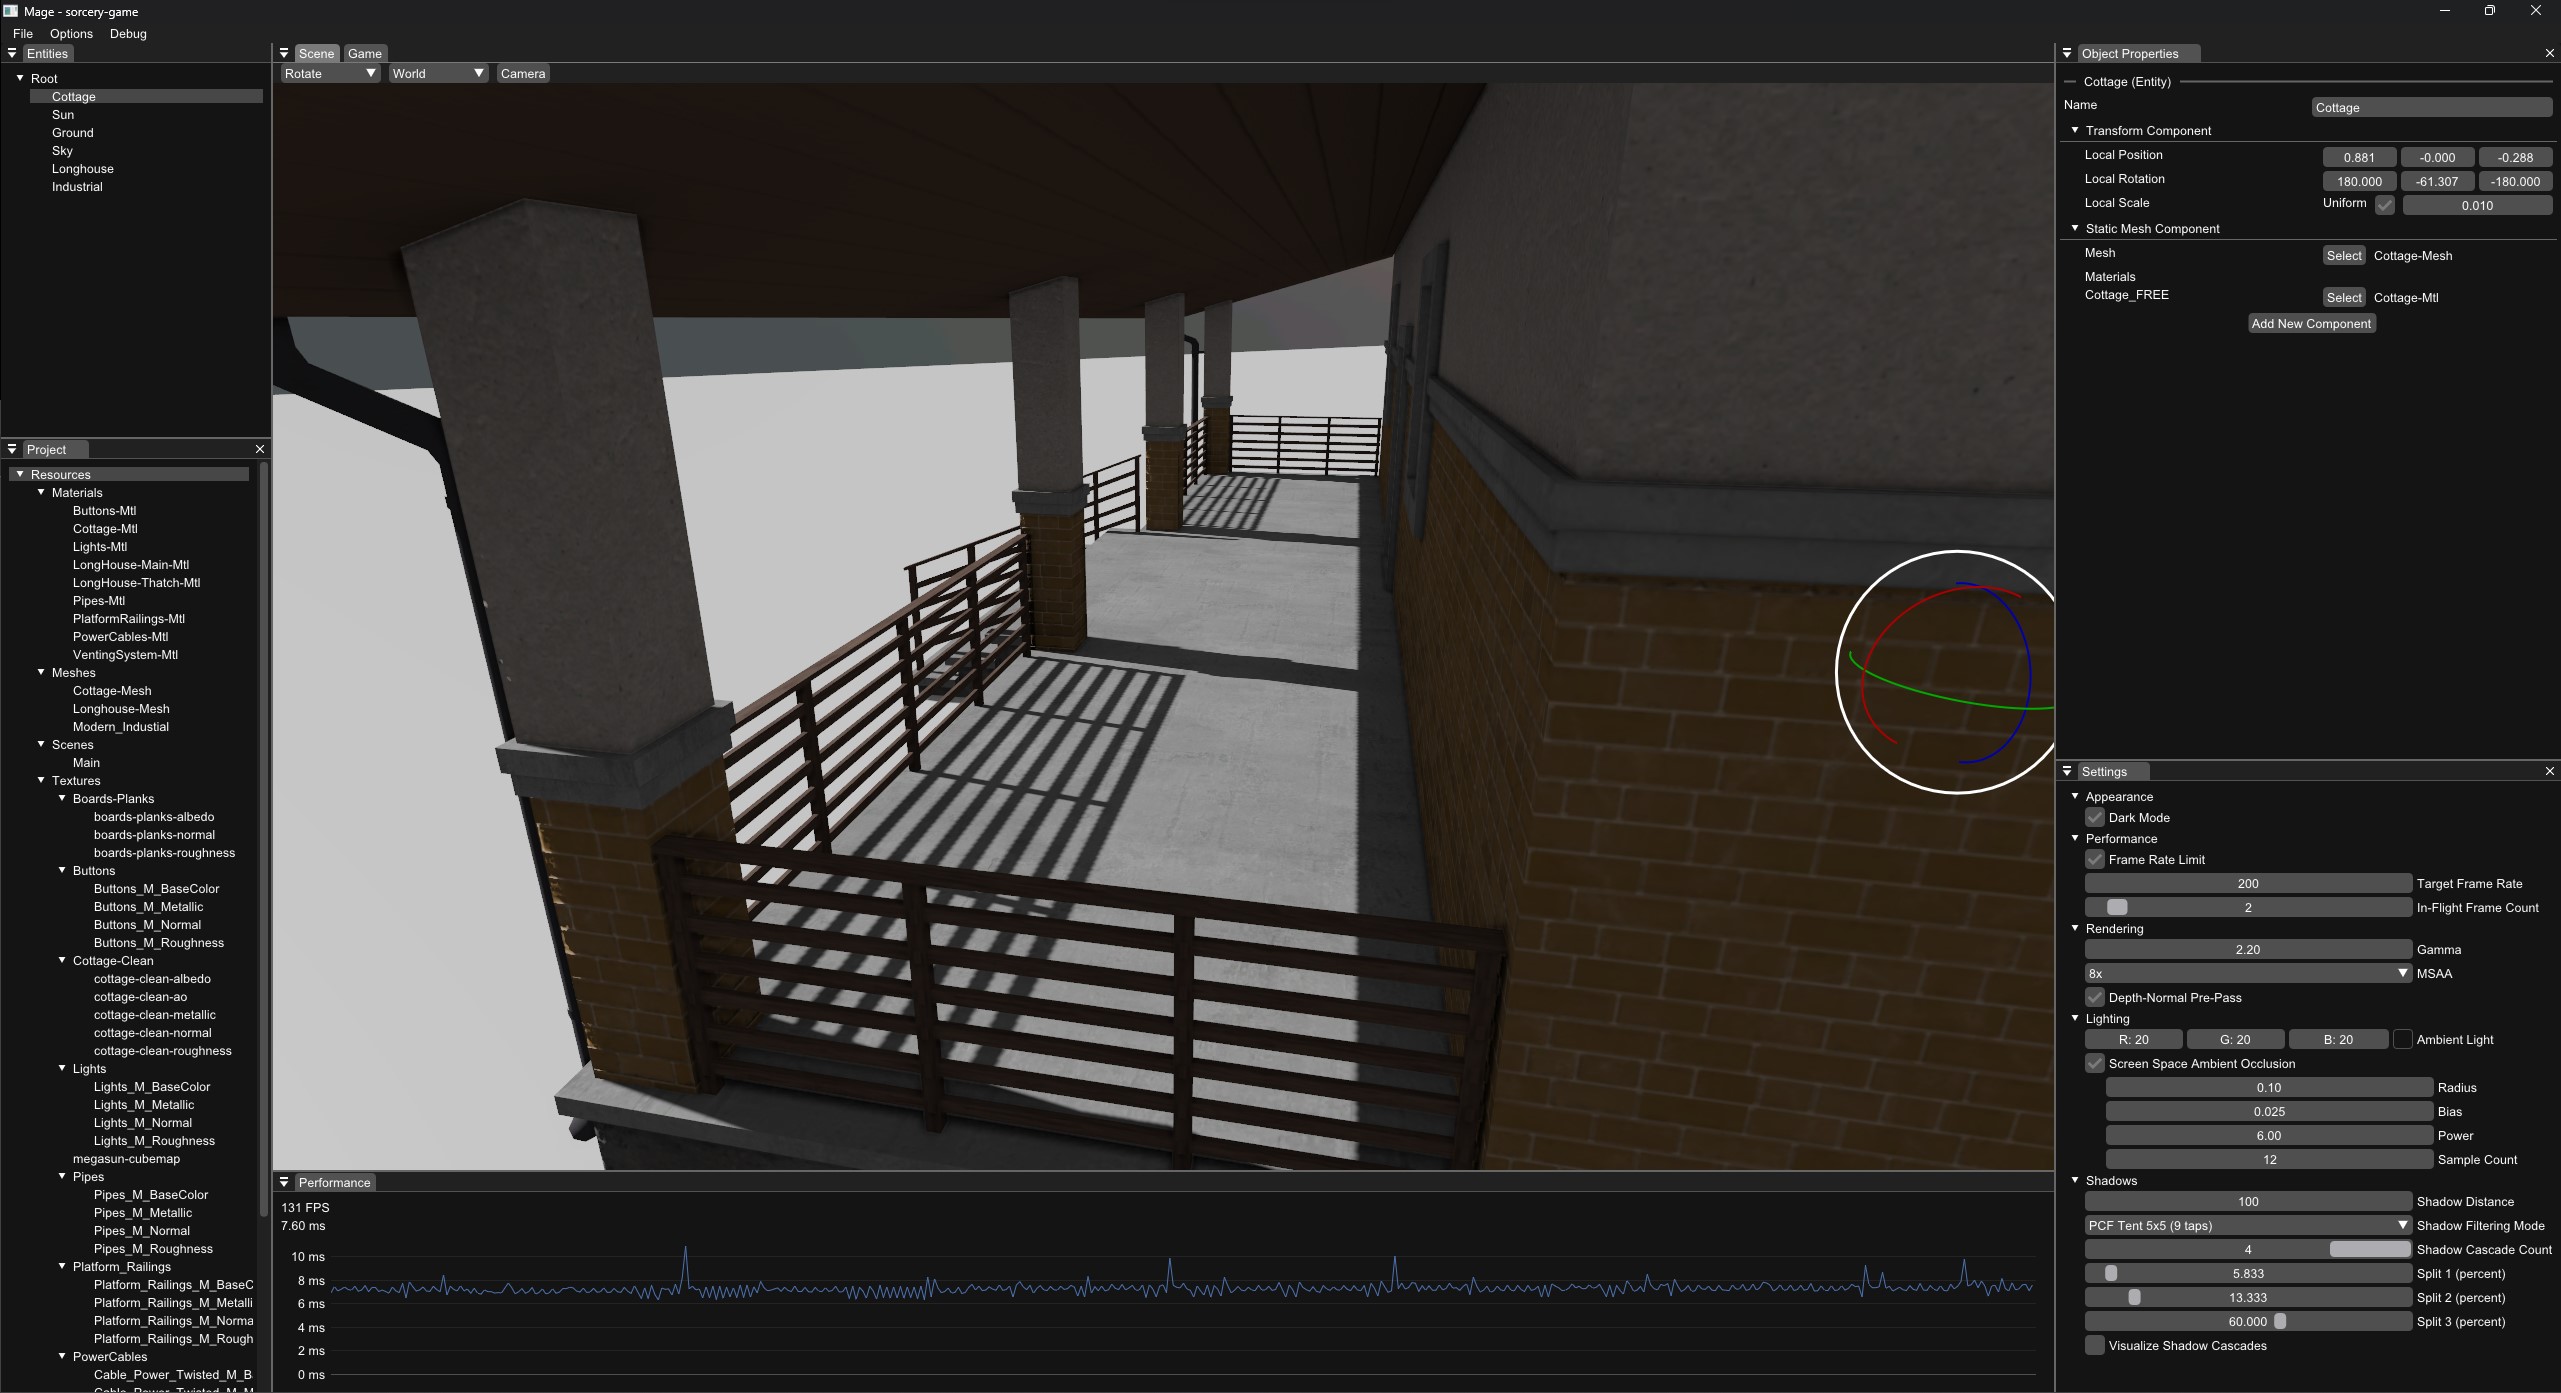 Mage - sorcery-game
File Options Debug
Entities
Root
Cottage
Sun
Ground
Sky
Longhouse
Industrial
Project
Resources
Materials
Buttons-Mtl
Cottage-Mtl
Lights-Mtl
LongHouse-Main-Mtl
LongHouse-Thatch-Mtl
Pipes-Mtl
PlatformRailings-Mtl
PowerCables-Mtl
VentingSystem-Mtl
Meshes
Cottage-Mesh
Longhouse-Mesh
Modern_Industial
Scenes
Main
Textures
Boards-Planks
boards-planks-albedo
boards-planks-normal
boards-planks-roughness
Buttons
Buttons_M_BaseColor
Buttons_M_Metallic
Buttons_M_Normal
Buttons_M_Roughness
Cottage-Clean
cottage-clean-albedo
cottage-clean-ao
cottage-clean-metallic
cottage-clean-normal
cottage-clean-roughness
Lights
Lights_M_BaseColor
Lights_M_Metallic
Lights_M_Normal
Lights_M_Roughness
megasun-cubemap
Pipes
Pipes_M_BaseColor
Pipes_M_Metallic
Pipes_M_Normal
Pipes_M_Roughness
Platform_Railings
Platform_Railings_M_BaseC
Platform_Railings_M_Metalli
Platform_Railings_M_Norma
Platform_Railings_M_Rough
PowerCables
Cable_Power_Twisted_M_B
Scene Game
Rotate World Camera
Performance
131 FPS
7.60 ms
10 ms
8 ms
6 ms
4 ms
2 ms
0 ms
Object Properties
Cottage (Entity)
Name Cottage
Transform Component
Local Position 0.881 -0.000 -0.288
Local Rotation 180.000 -61.307 -180.000
Local Scale Uniform 0.010
Static Mesh Component
Mesh Select Cottage-Mesh
Materials
Cottage_FREE Select Cottage-Mtl
Add New Component
Settings
Appearance
Dark Mode
Performance
Frame Rate Limit
200 Target Frame Rate
2 In-Flight Frame Count
Rendering
2.20 Gamma
8x MSAA
Depth-Normal Pre-Pass
Lighting
R: 20 G: 20 B: 20 Ambient Light
Screen Space Ambient Occlusion
0.10 Radius
0.025 Bias
6.00 Power
12 Sample Count
Shadows
100 Shadow Distance
PCF Tent 5x5 (9 taps) Shadow Filtering Mode
4 Shadow Cascade Count
5.833 Split 1 (percent)
13.333 Split 2 (percent)
60.000 Split 3 (percent)
Visualize Shadow Cascades